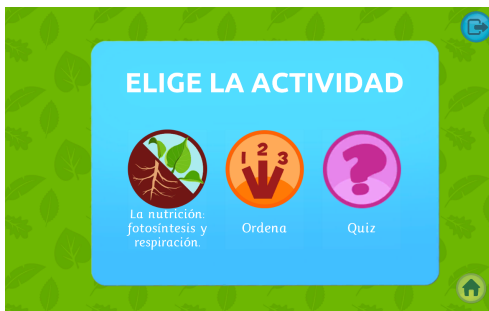 ELIGE LA ACTIVIDAD
1 2 3
La nutrición:
fotosíntesis y
respiración.
Ordena
Quiz